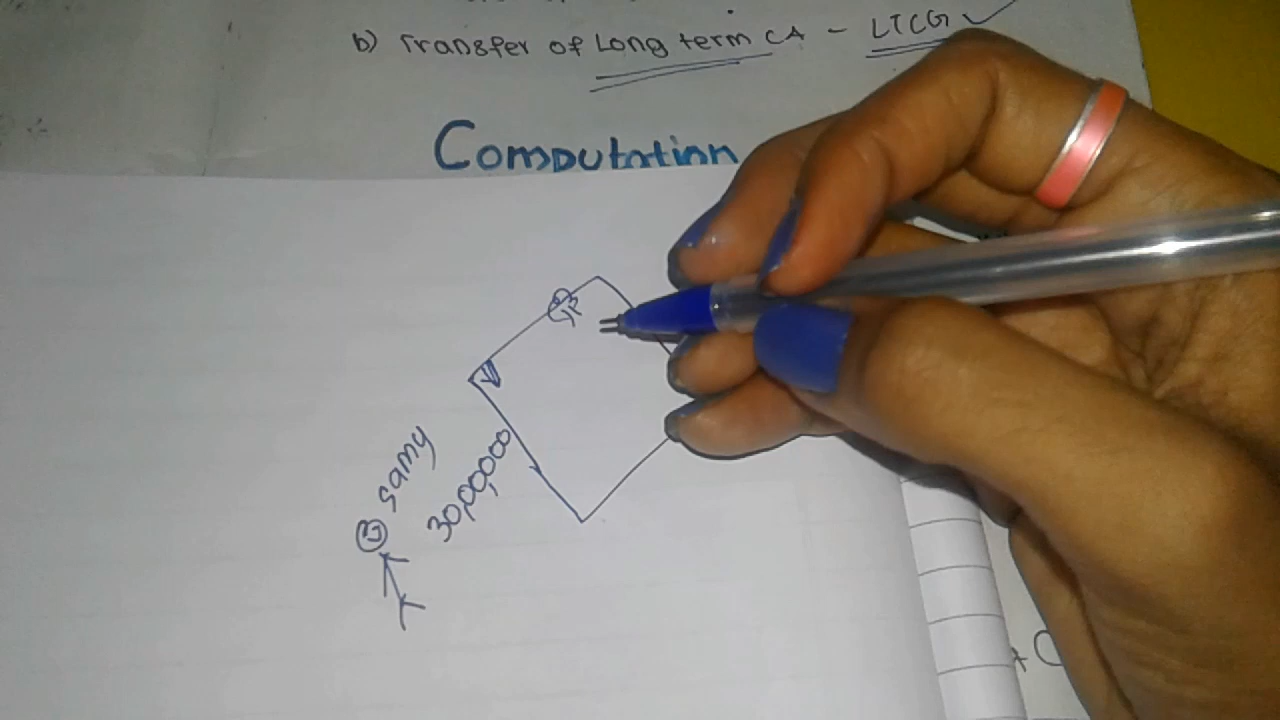 b) Transfer of Long term CA - LTCG
Computation
samy
30,00,000